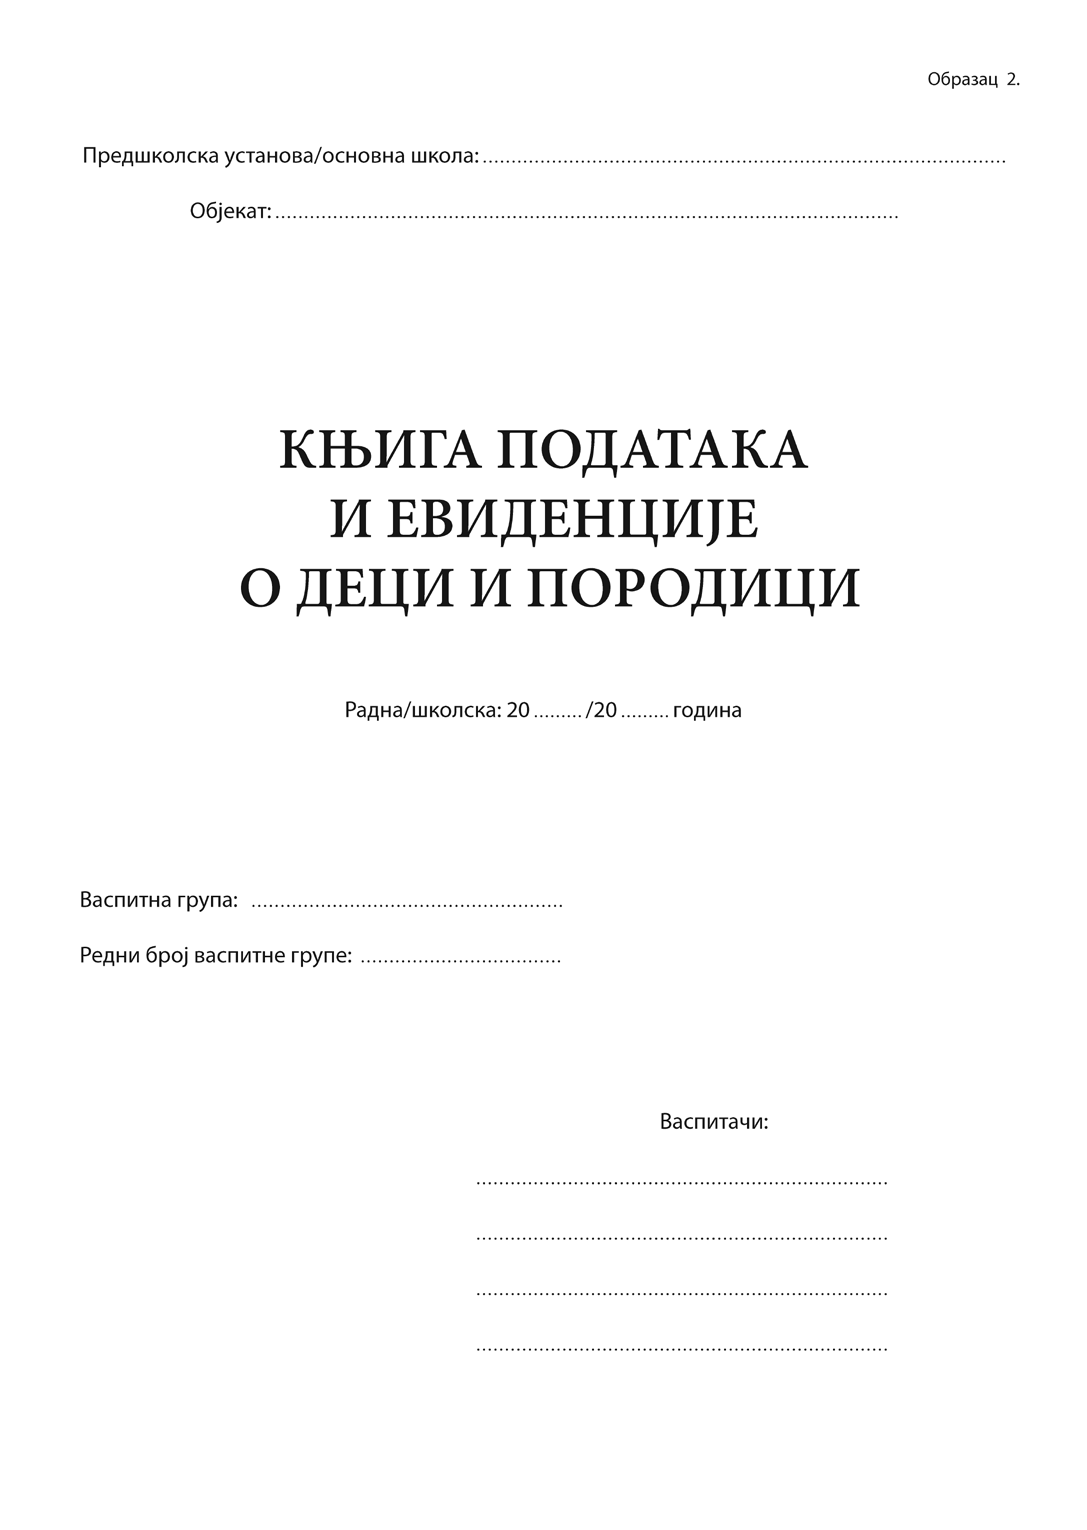 Образац 2.
Предшколска установа/основна школа: ..........................................................................................
Објекат: ...........................................................................................................
КЊИГА ПОДАТАКА
И ЕВИДЕНЦИЈЕ
О ДЕЦИ И ПОРОДИЦИ
Радна/школска: 20 ......... /20 ......... година
Васпитна група: ......................................................
Редни број васпитне групе: ...................................
Васпитачи:
.......................................................................
.......................................................................
.......................................................................
.......................................................................